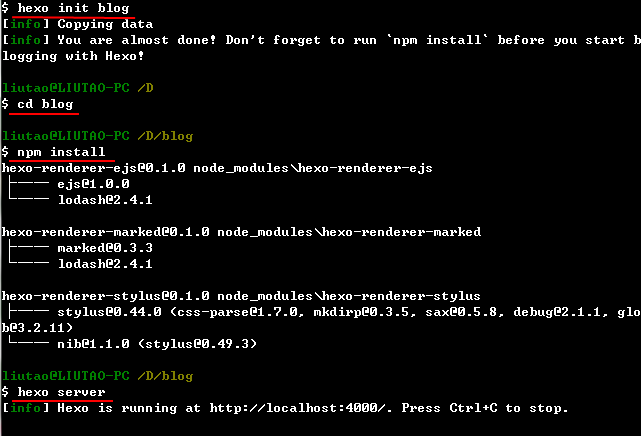 $ hexo init blog
[info] Copying data
[info] You are almost done! Don't forget to run `npm install` before you start b
logging with Hexo!
liutao@LIUTAO-PC /D
$ cd blog
liutao@LIUTAO-PC /D/blog
$ npm install
hexo-renderer-ejs@0.1.0 node_modules\hexo-renderer-ejs
├── ejs@1.0.0
└── lodash@2.4.1
hexo-renderer-marked@0.1.0 node_modules\hexo-renderer-marked
├── marked@0.3.3
└── lodash@2.4.1
hexo-renderer-stylus@0.1.0 node_modules\hexo-renderer-stylus
├── stylus@0.44.0 (css-parse@1.7.0, mkdirp@0.3.5, sax@0.5.8, debug@2.1.1, glo
b@3.2.11)
└── nib@1.1.0 (stylus@0.49.3)
liutao@LIUTAO-PC /D/blog
$ hexo server
[info] Hexo is running at http://localhost:4000/. Press Ctrl+C to stop.